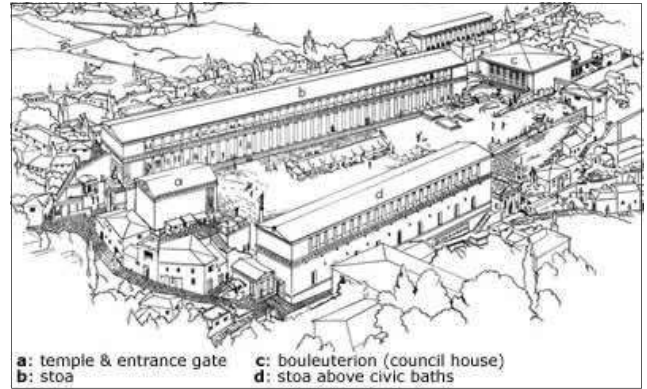 b
c
a
d
a: temple & entrance gate c: bouleuterion (council house)
b: stoa d: stoa above civic baths